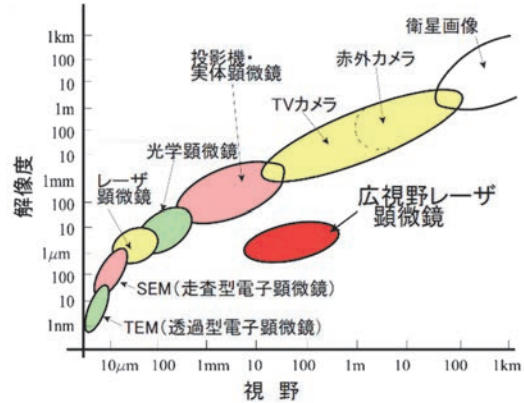 1km
100
10
1m
100
10
1mm
100
10
1μm
100
10
1nm
解像度
衛星画像
投影機・
実体顕微鏡
赤外カメラ
TVカメラ
光学顕微鏡
レーザ
顕微鏡
広視野レーザ
顕微鏡
SEM(走査型電子顕微鏡)
TEM(透過型電子顕微鏡)
10μm 100 1mm 10 100 1m 10 100 1km
視野